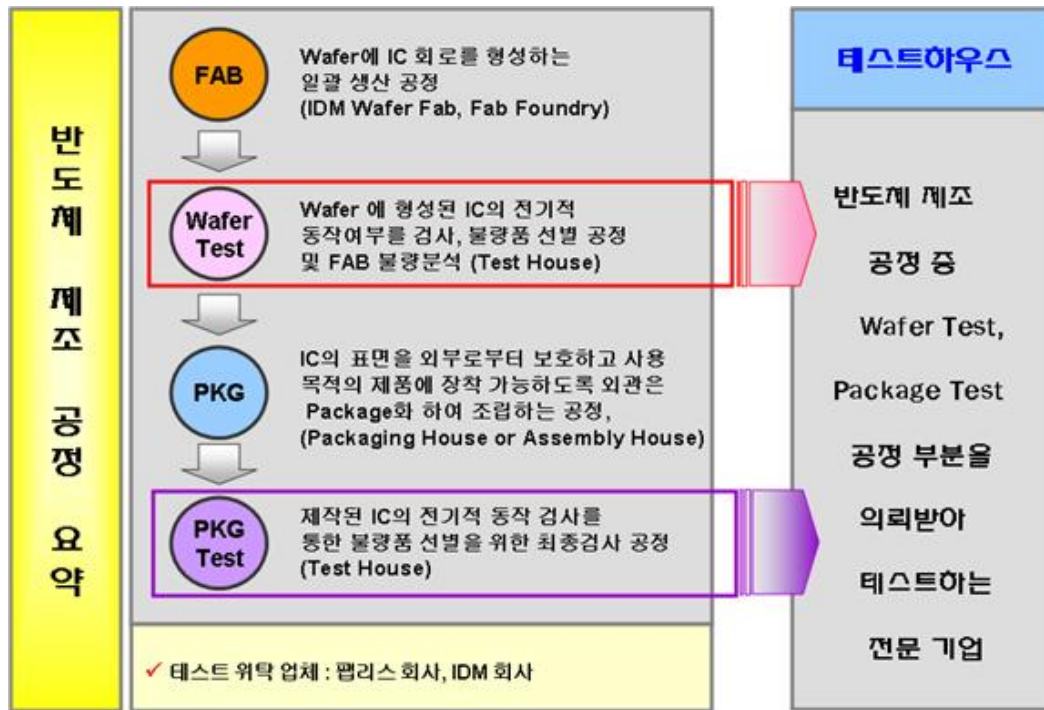 반도체 제조 공정 요약
FAB
Wafer에 IC 회로를 형성하는
일괄 생산 공정
(IDM Wafer Fab, Fab Foundry)
Wafer
Test
Wafer 에 형성된 IC의 전기적
동작여부를 검사, 불량품 선별 공정
및 FAB 불량분석 (Test House)
PKG
IC의 표면을 외부로부터 보호하고 사용
목적의 제품에 장착 가능하도록 외관은
Package화 하여 조립하는 공정,
(Packaging House or Assembly House)
PKG
Test
제작된 IC의 전기적 동작 검사를
통한 불량품 선별을 위한 최종검사 공정
(Test House)
✓ 테스트 위탁 업체 : 팹리스 회사, IDM 회사
테스트하우스
반도체 제조
공정 중
Wafer Test,
Package Test
공정 부분을
의뢰받아
테스트하는
전문 기업